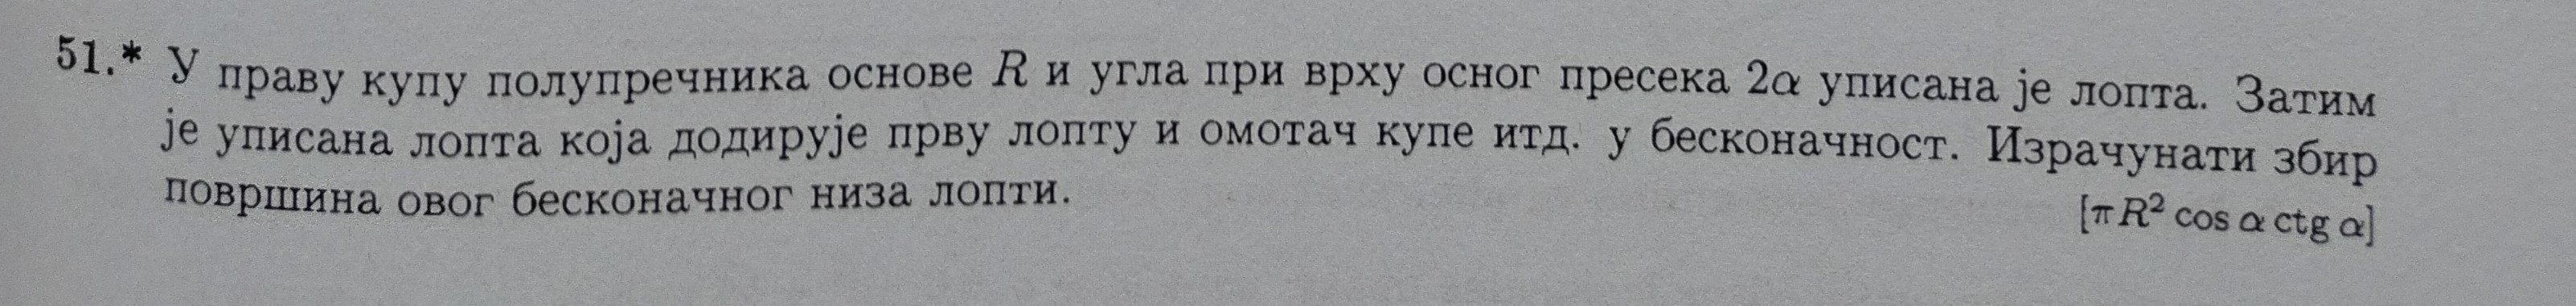 51.* У праву купу полупречника основе R и угла при врху осног пресека 2α уписана је лопта. Затим
је уписана лопта која додирује прву лопту и омотач купе итд. у бесконачност. Израчунати збир
површина овог бесконачног низа лопти. [πR² cos α ctg α]